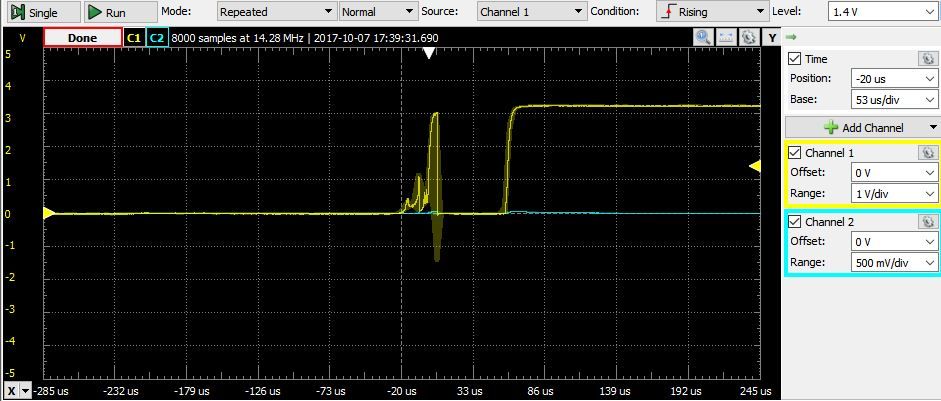 Single Run Mode: Repeated Normal Source: Channel 1 Condition: Rising Level: 1.4 V
V Done C1 C2 8000 samples at 14.28 MHz | 2017-10-07 17:39:31.690 Y
5
4
3
2
1
0
-1
-2
-3
-4
-5
X -285 us -232 us -179 us -126 us -73 us -20 us 33 us 86 us 139 us 192 us 245 us
Time
Position: -20 us
Base: 53 us/div
Add Channel
Channel 1
Offset: 0 V
Range: 1 V/div
Channel 2
Offset: 0 V
Range: 500 mV/div